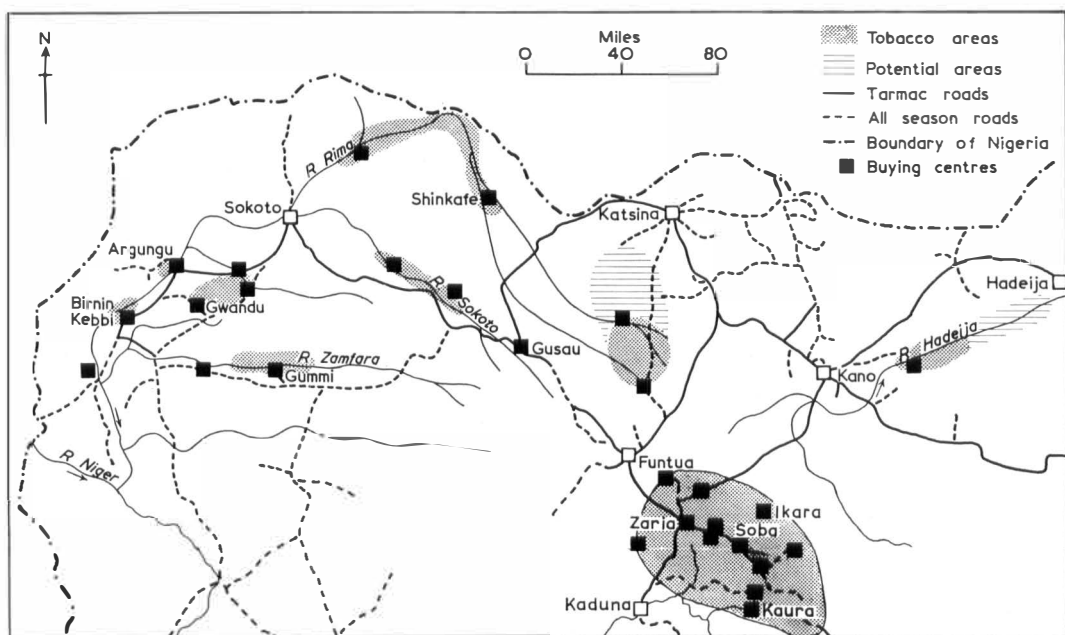 N
Miles
0 40 80
Tobacco areas
Potential areas
Tarmac roads
All season roads
Boundary of Nigeria
Buying centres
R. Rima
Shinkafe
Sokoto
Katsina
Argungu
Hadeija
Birnin
Kebbi
Gwandu
R. Sokoto
R. Hadeija
Gusau
R. Zamfara
Gummi
Kano
Funtua
R. Niger
Ikara
Zaria
Soba
Kaduna
Kaura